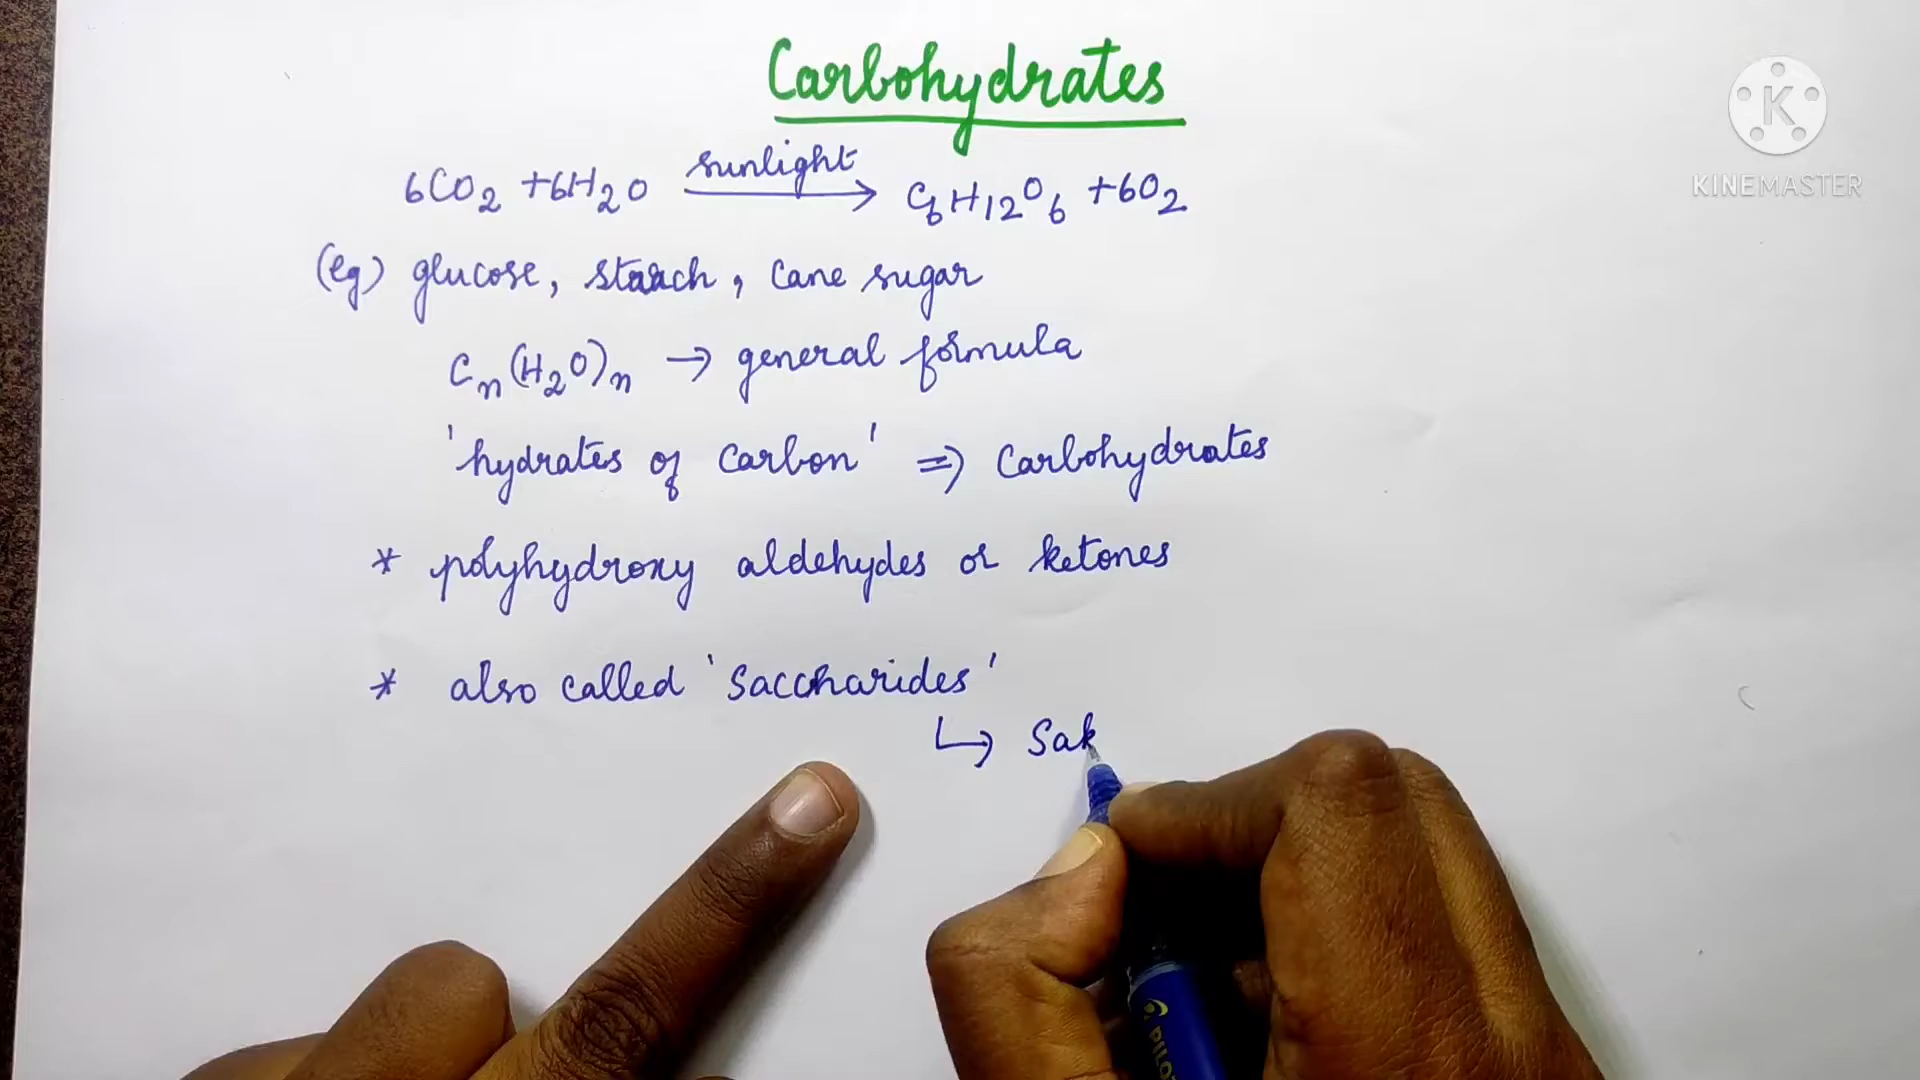 Carbohydrates
K
KINEMASTER
6CO2 +6H2O sunlight → C6H12O6 +6O2
(eg) glucose, starch, cane sugar
Cn(H2O)n → general formula
'hydrates of carbon' ⇒ Carbohydrates
* polyhydroxy aldehydes or ketones
* also called 'Saccharides'
↳ Sak
PILOT